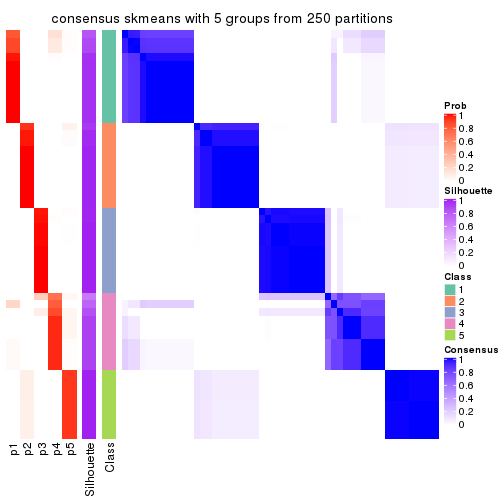 consensus skmeans with 5 groups from 250 partitions
Prob
1
0.8
0.6
0.4
0.2
0
Silhouette
1
0.8
0.6
0.4
0.2
0
Class
1
2
3
4
5
Consensus
1
0.8
0.6
0.4
0.2
0
p1
p2
p3
p4
p5
Silhouette
Class